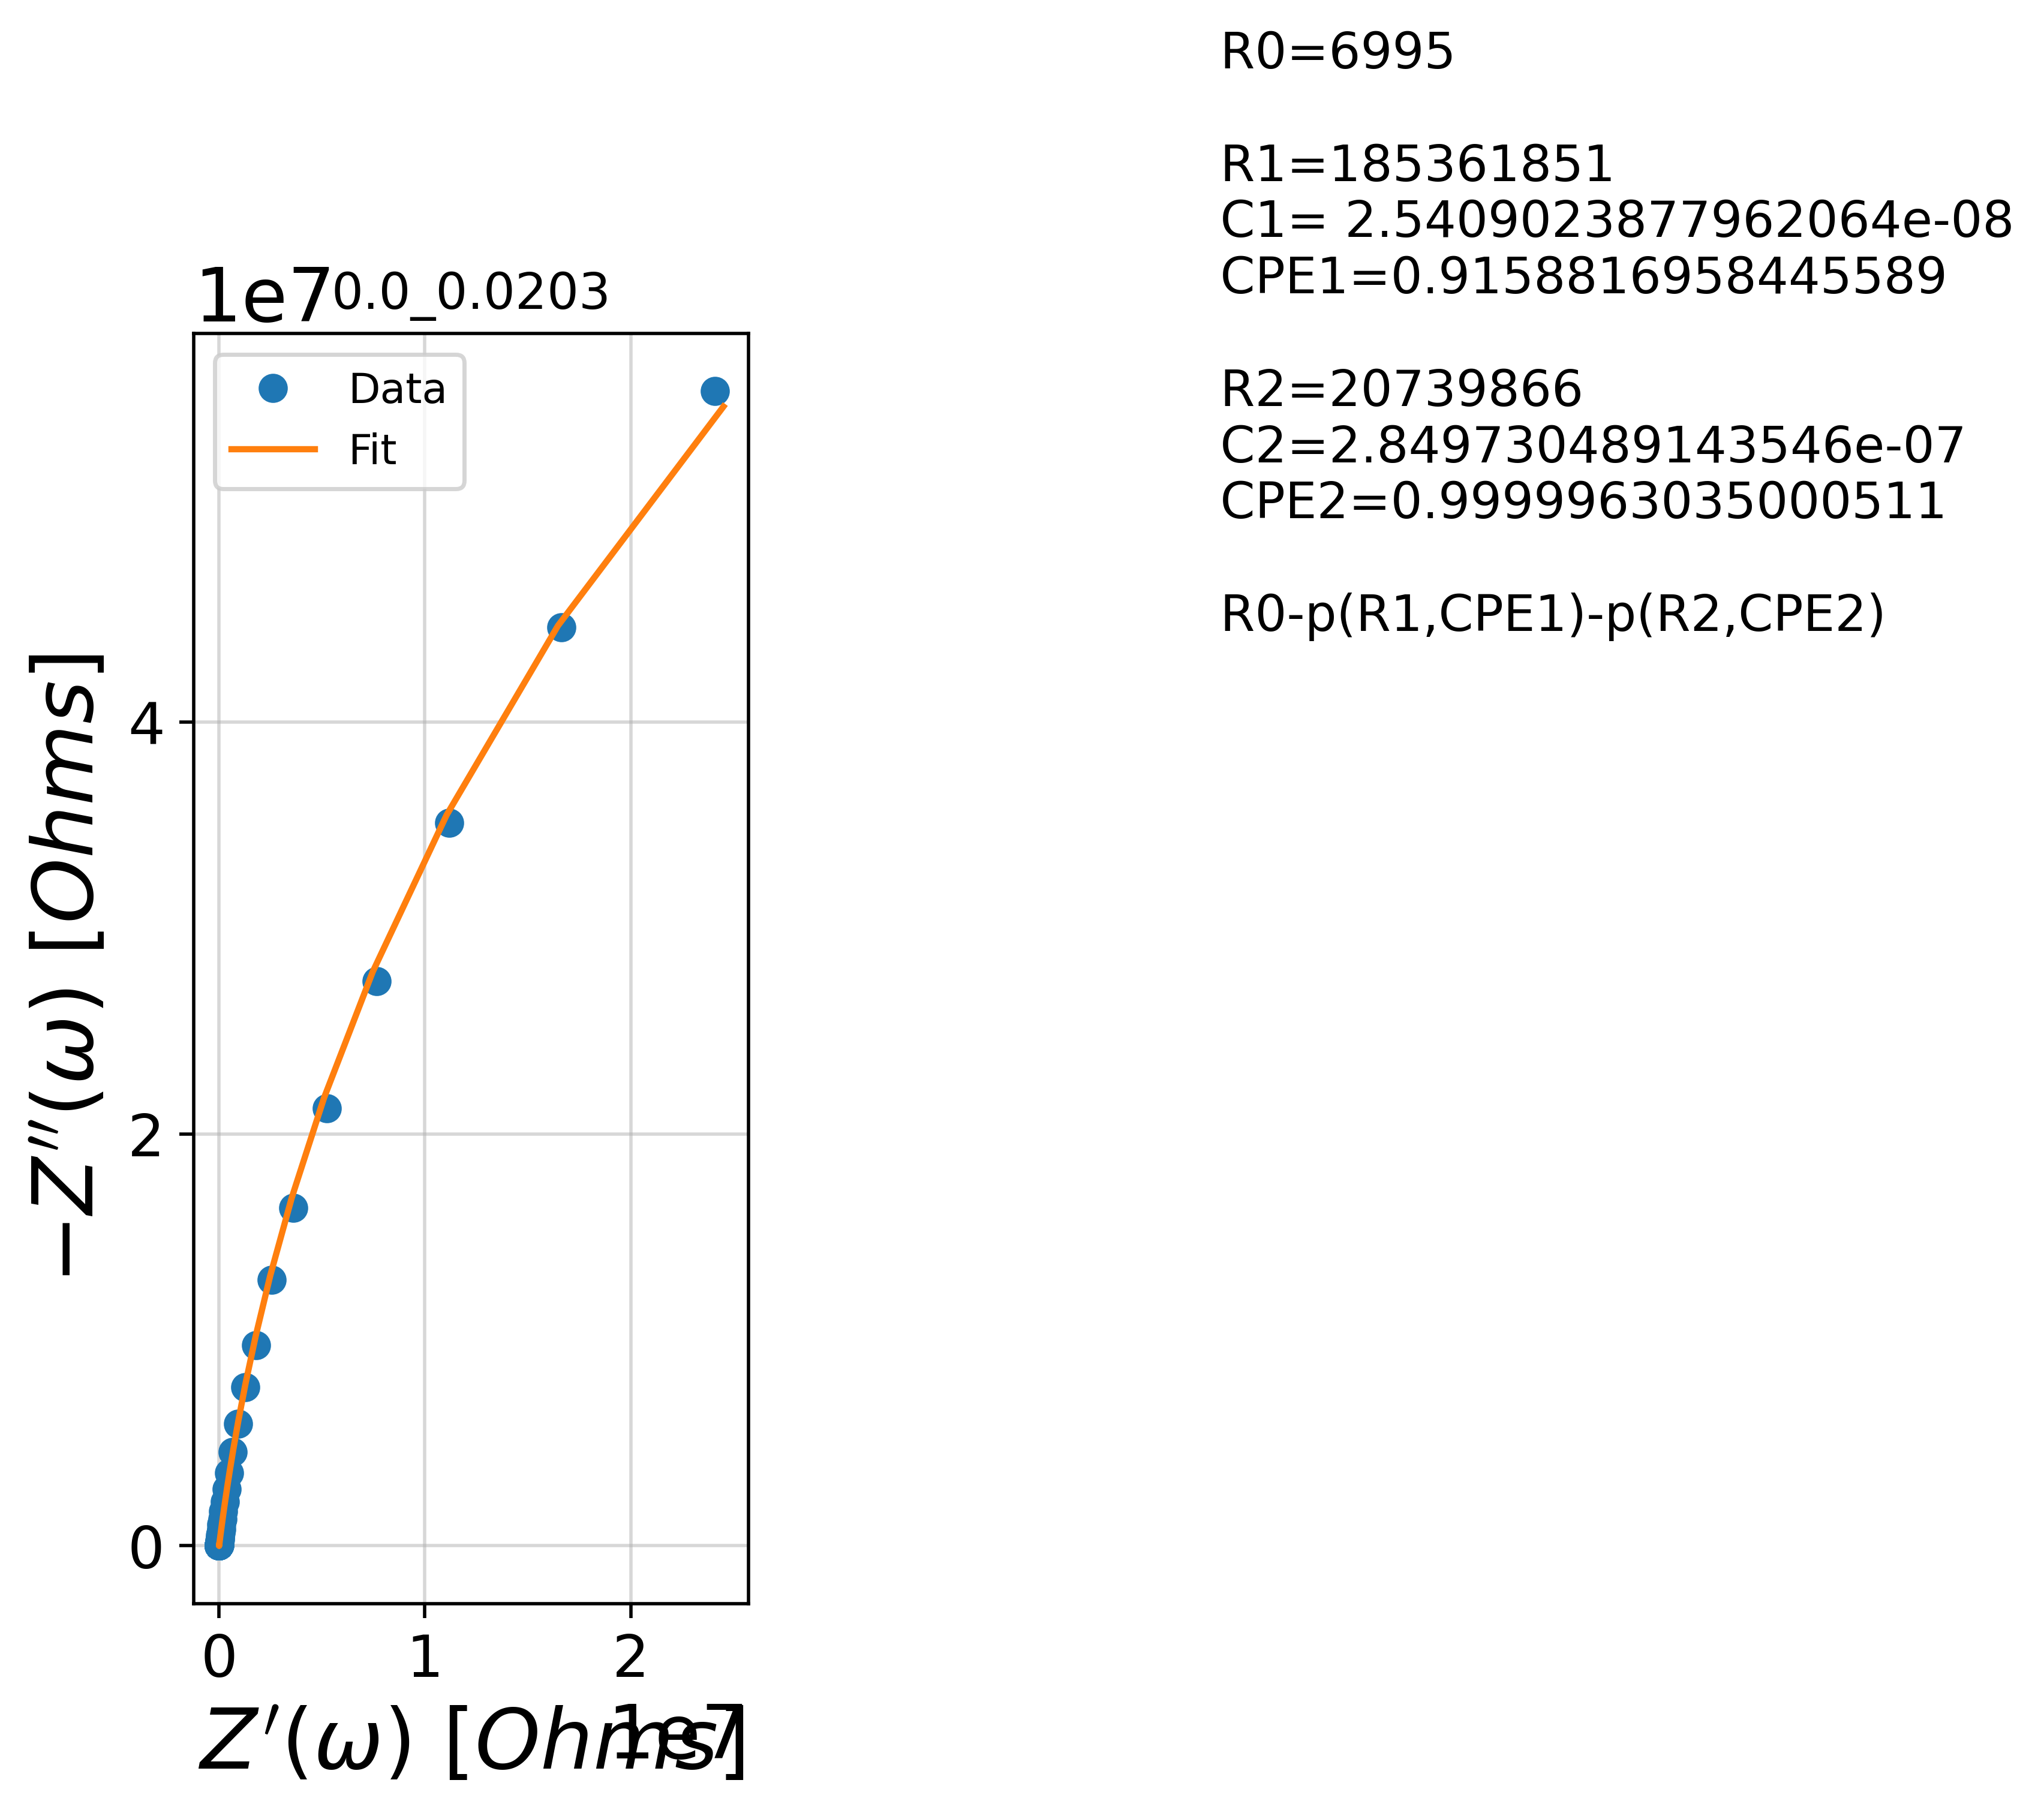 R0=6995
R1=185361851
C1= 2.5409023877962064e-08
CPE1=0.9158816958445589
R2=20739866
C2=2.849730489143546e-07
CPE2=0.9999963035000511
R0-p(R1,CPE1)-p(R2,CPE2)
1e7
0.0_0.0203
Data
Fit
−Z′′(ω) [Ohms]
4
2
0
0 1 2
Z′(ω) [Ohms]
1e7